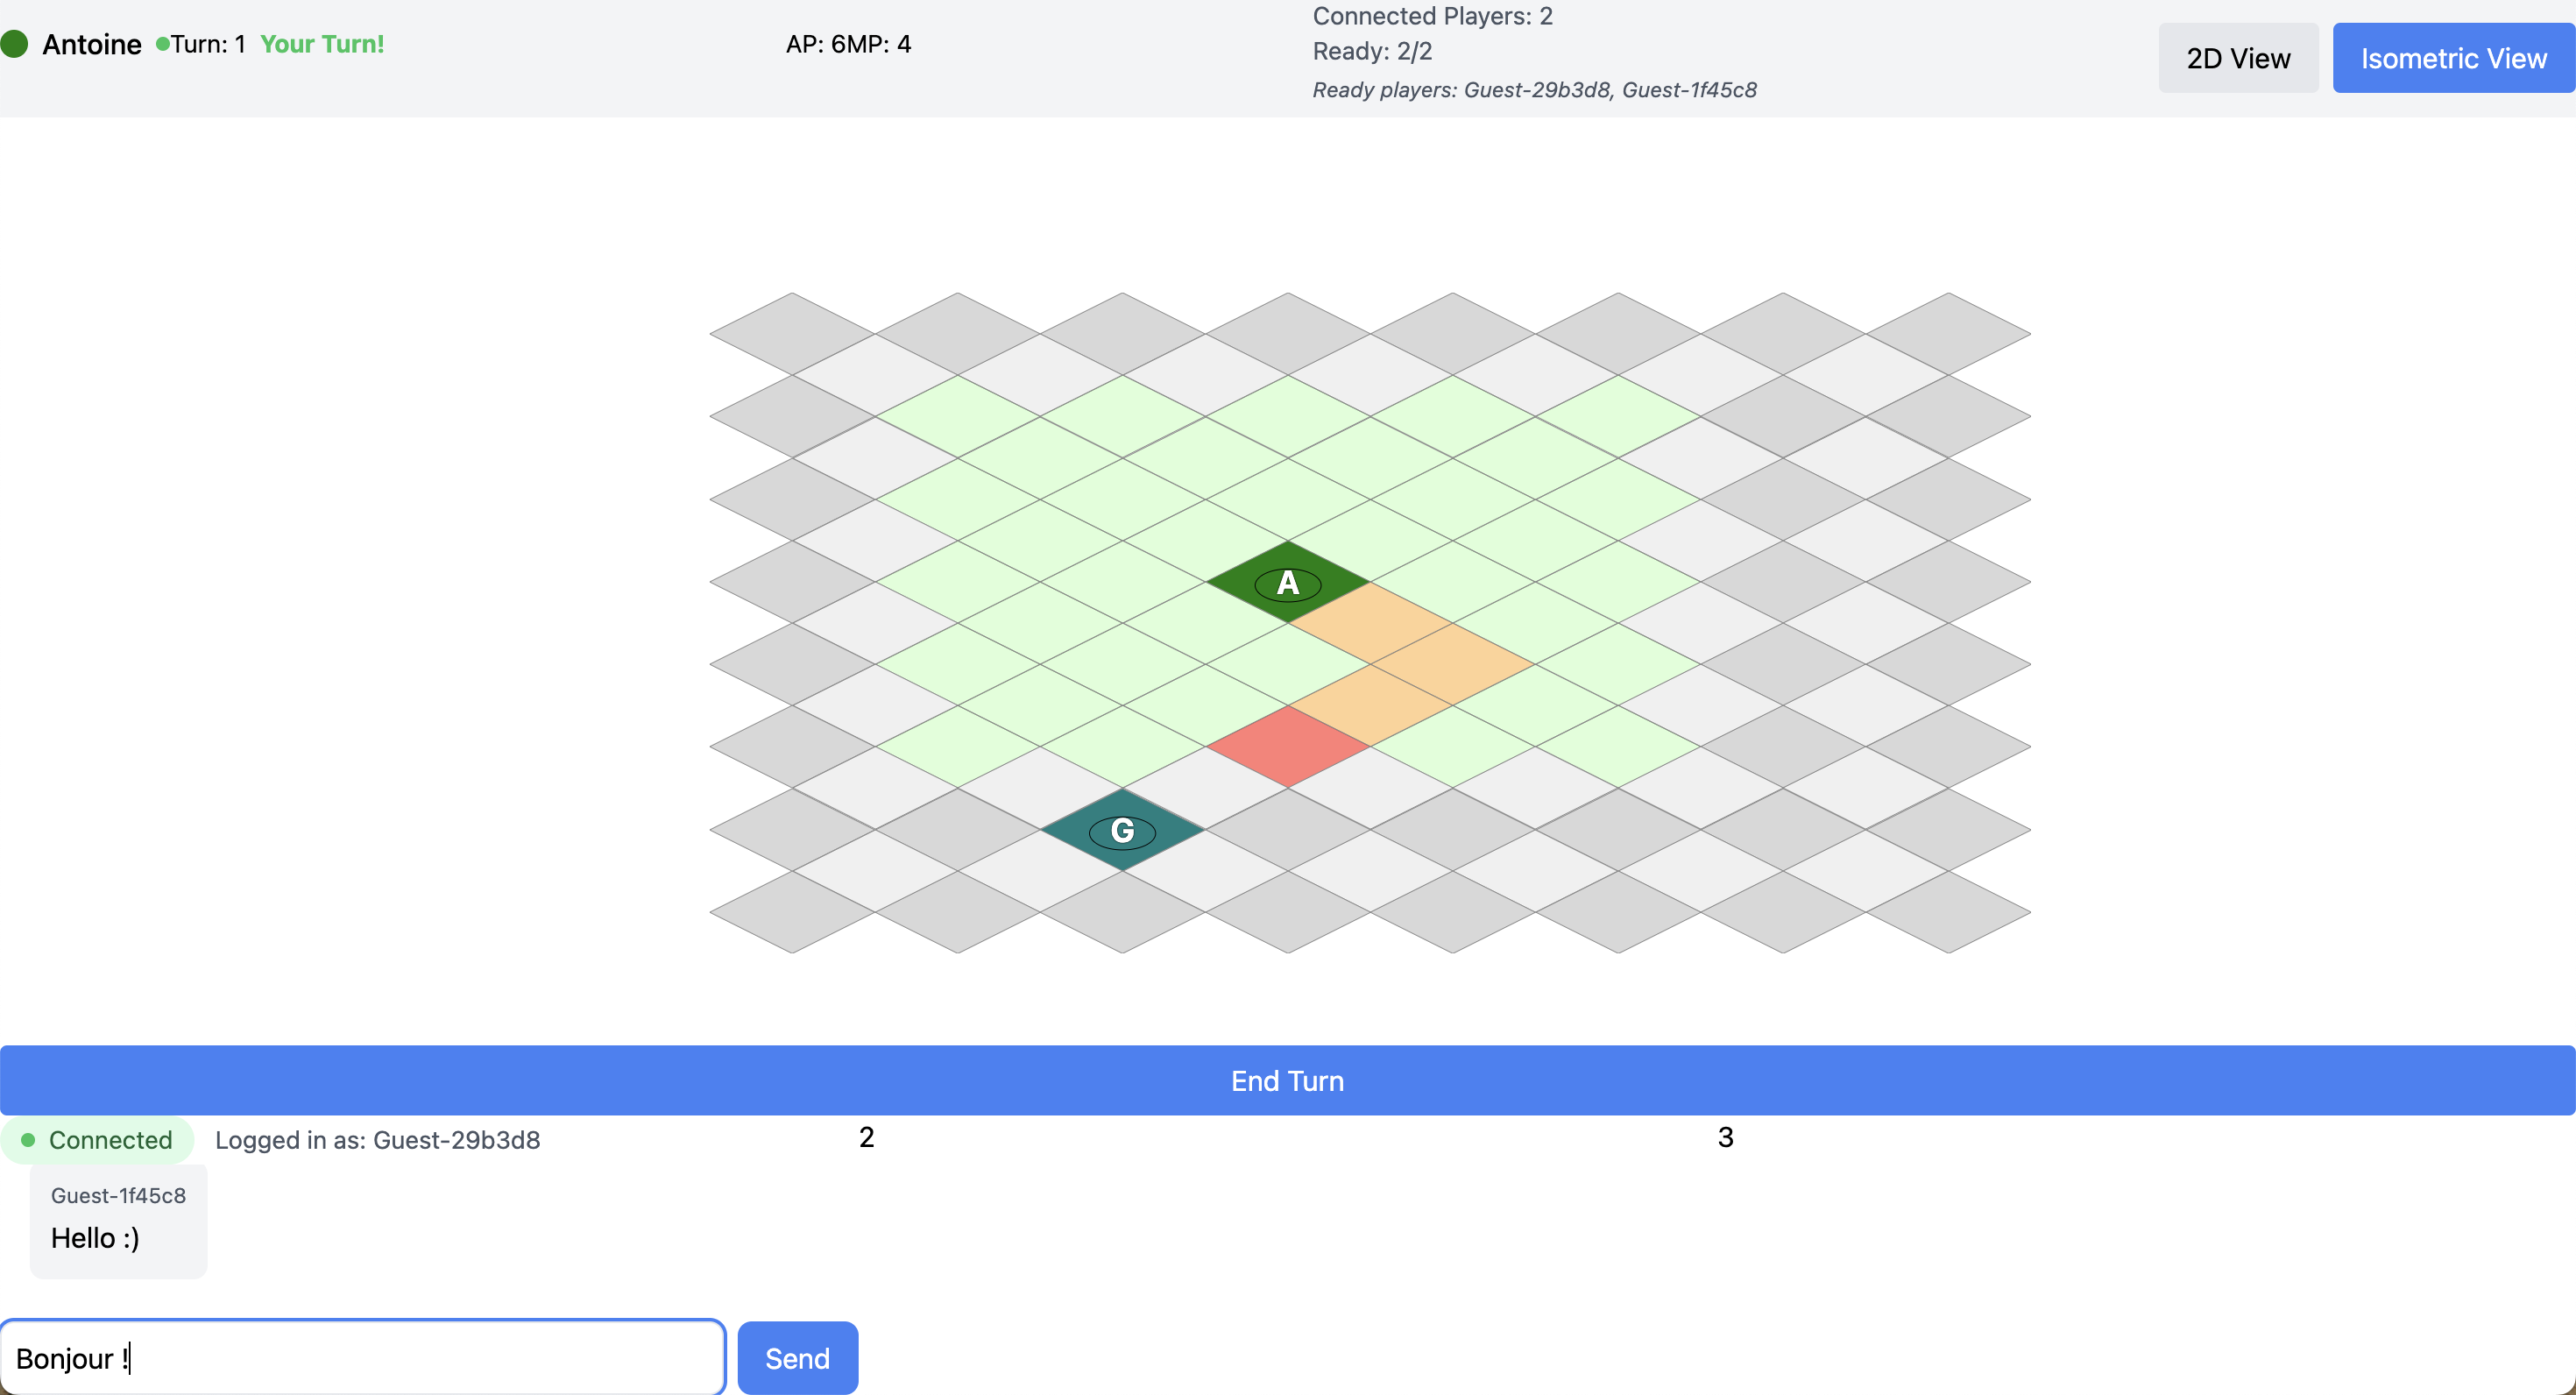 Antoine Turn: 1 Your Turn!
AP: 6MP: 4
Connected Players: 2
Ready: 2/2
Ready players: Guest-29b3d8, Guest-1f45c8
2D View
Isometric View
A
G
End Turn
Connected
Logged in as: Guest-29b3d8
2
3
Guest-1f45c8
Hello :)
Bonjour !
Send